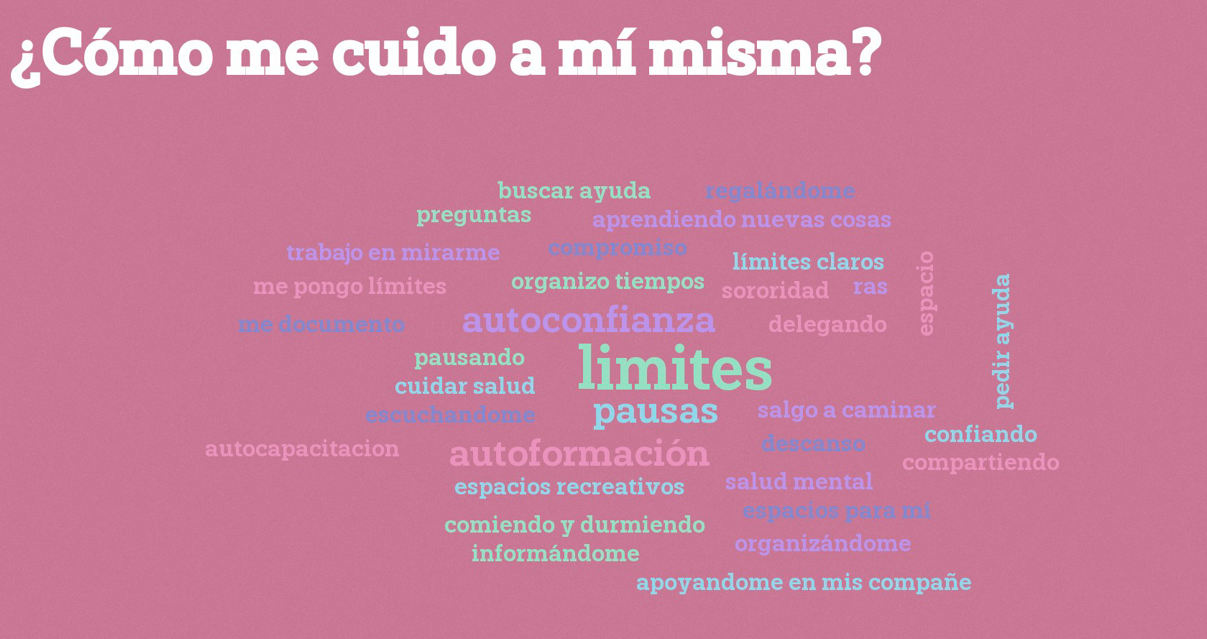 ¿Cómo me cuido a mí misma?
buscar ayuda
regalándome
preguntas
aprendiendo nuevas cosas
trabajo en mirarme
compromiso
límites claros
me pongo límites
organizo tiempos
sororidad
ras
espacio
pedir ayuda
me documento
autoconfianza
delegando
pausando
limites
cuidar salud
escuchandome
pausas
salgo a caminar
autocapacitacion
autoformación
descanso
confiando
compartiendo
espacios recreativos
salud mental
espacios para mi
comiendo y durmiendo
informándome
organizándome
apoyandome en mis compañe